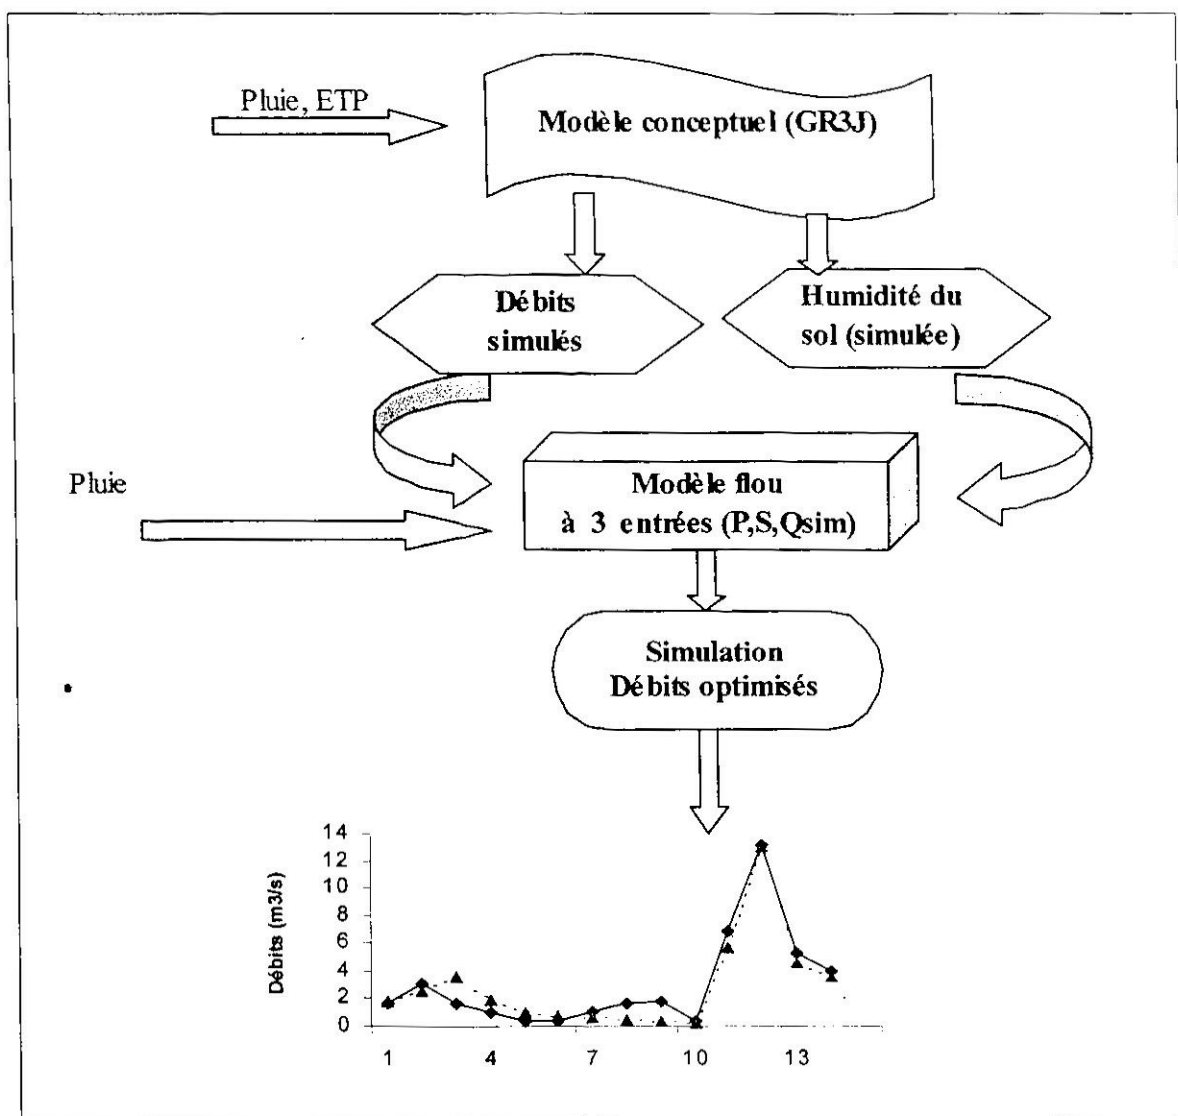 Pluie, ETP
Modèle conceptuel (GR3J)
Débits
simulés
Humidité du
sol (simulée)
Pluie
Modèle flou
à 3 entrées (P,S,Qsim)
Simulation
Débits optimisés
Débits (m3/s)
14
12
10
8
6
4
2
0
1
4
7
10
13